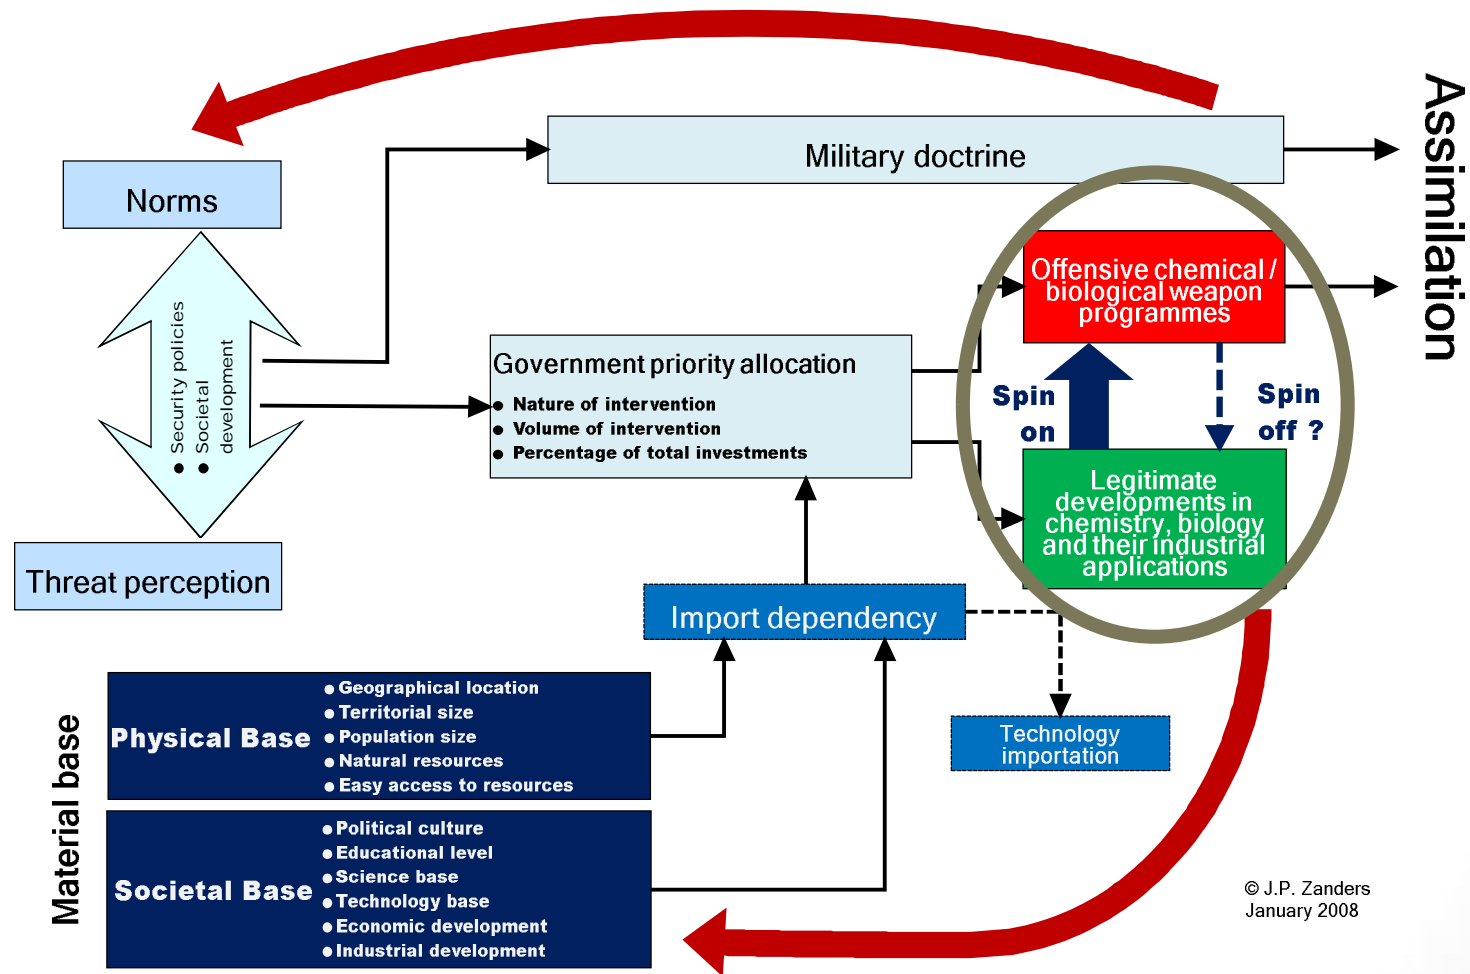 Military doctrine
Assimilation
Norms
Offensive chemical /
biological weapon
programmes
● Security policies
● Societal
development
Government priority allocation
● Nature of intervention
● Volume of intervention
● Percentage of total investments
Spin
on
Spin
off ?
Legitimate
developments in
chemistry, biology
and their industrial
applications
Threat perception
Import dependency
Technology
importation
Material base
Physical Base
● Geographical location
● Territorial size
● Population size
● Natural resources
● Easy access to resources
Societal Base
● Political culture
● Educational level
● Science base
● Technology base
● Economic development
● Industrial development
© J.P. Zanders
January 2008